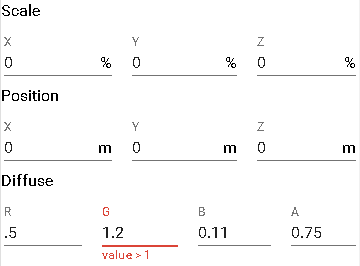 Scale
X Y Z
0 % 0 % 0 %
Position
X Y Z
0 m 0 m 0 m
Diffuse
R G B A
.5 1.2 0.11 0.75
value > 1